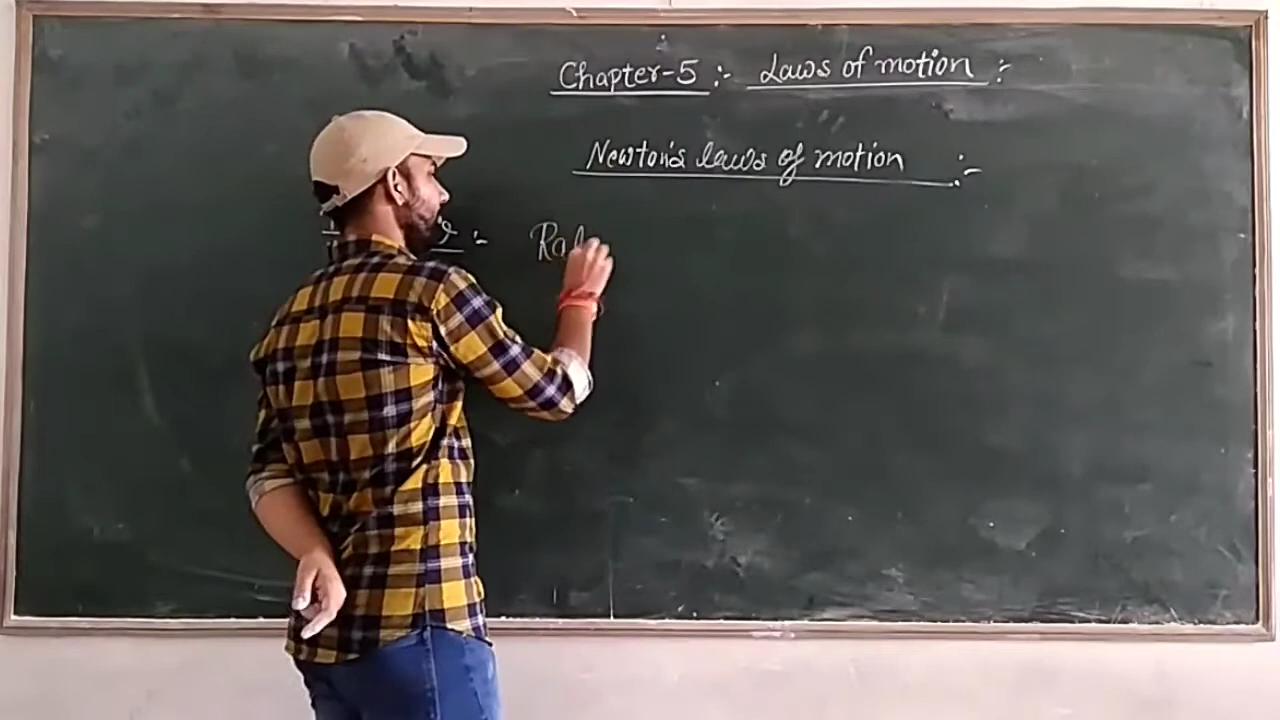 Chapter-5 :- Laws of motion :-
Newton's laws of motion :-